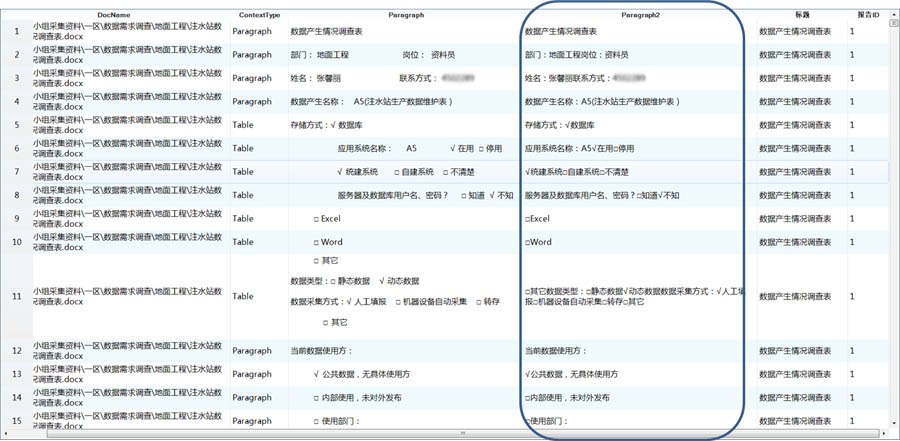 DocName ContextType Paragraph Paragraph2 标题 报告ID
1 小组采集资料\一区\数据需求调查\地面工程\注水站数 Paragraph 数据产生情况调查表 数据产生情况调查表 数据产生情况调查表 1
况调查表.docx
2 小组采集资料\一区\数据需求调查\地面工程\注水站数 Paragraph 部门： 地面工程 岗位： 资料员 部门：地面工程岗位：资料员 数据产生情况调查表 1
况调查表.docx
3 小组采集资料\一区\数据需求调查\地面工程\注水站数 Paragraph 姓名： 张馨丽 联系方式： 姓名：张馨丽联系方式： 数据产生情况调查表 1
况调查表.docx
4 小组采集资料\一区\数据需求调查\地面工程\注水站数 Paragraph 数据产生名称： A5(注水站生产数据维护表） 数据产生名称：A5(注水站生产数据维护表） 数据产生情况调查表 1
况调查表.docx
5 小组采集资料\一区\数据需求调查\地面工程\注水站数 Table 存储方式：√ 数据库 存储方式：√数据库 数据产生情况调查表 1
况调查表.docx
6 小组采集资料\一区\数据需求调查\地面工程\注水站数 Table 应用系统名称： A5 √ 在用 □ 停用 应用系统名称：A5√在用□停用 数据产生情况调查表 1
况调查表.docx
7 小组采集资料\一区\数据需求调查\地面工程\注水站数 Table √ 统建系统 □ 自建系统 □ 不清楚 √统建系统□自建系统□不清楚 数据产生情况调查表 1
况调查表.docx
8 小组采集资料\一区\数据需求调查\地面工程\注水站数 Table 服务器及数据库用户名、密码？ □ 知道 √ 不知 服务器及数据库用户名、密码？□知道√不知 数据产生情况调查表 1
况调查表.docx
9 小组采集资料\一区\数据需求调查\地面工程\注水站数 Table □ Excel □Excel 数据产生情况调查表 1
况调查表.docx
10 小组采集资料\一区\数据需求调查\地面工程\注水站数 Table □ Word □Word 数据产生情况调查表 1
况调查表.docx
□ 其它
数据类型：□ 静态数据 √ 动态数据
11 小组采集资料\一区\数据需求调查\地面工程\注水站数 Table □其它数据类型：□静态数据√动态数据数据采集方式：√人工填 数据产生情况调查表 1
况调查表.docx 数据采集方式：√ 人工填报 □ 机器设备自动采集 □ 转存 报□机器设备自动采集□转存□其它
□ 其它
12 小组采集资料\一区\数据需求调查\地面工程\注水站数 Paragraph 当前数据使用方： 当前数据使用方： 数据产生情况调查表 1
况调查表.docx
13 小组采集资料\一区\数据需求调查\地面工程\注水站数 Paragraph √ 公共数据，无具体使用方 √公共数据，无具体使用方 数据产生情况调查表 1
况调查表.docx
14 小组采集资料\一区\数据需求调查\地面工程\注水站数 Paragraph □ 内部使用，未对外发布 □内部使用，未对外发布 数据产生情况调查表 1
况调查表.docx
15 小组采集资料\一区\数据需求调查\地面工程\注水站数 Paragraph □ 使用部门： □使用部门： 数据产生情况调查表 1
况调查表.docx